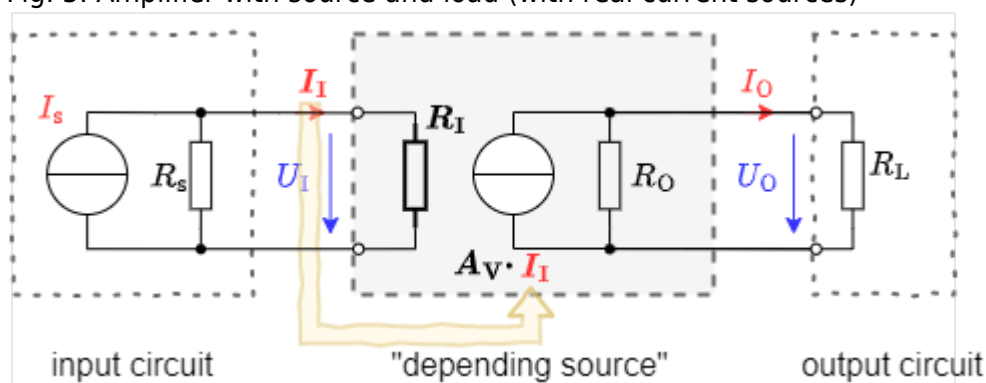 Fig. 5: Amplifier with source and load (with real current sources)
I_s
R_s
I_I
U_I
R_I
A_V · I_I
R_O
I_O
U_O
R_L
input circuit
"depending source"
output circuit